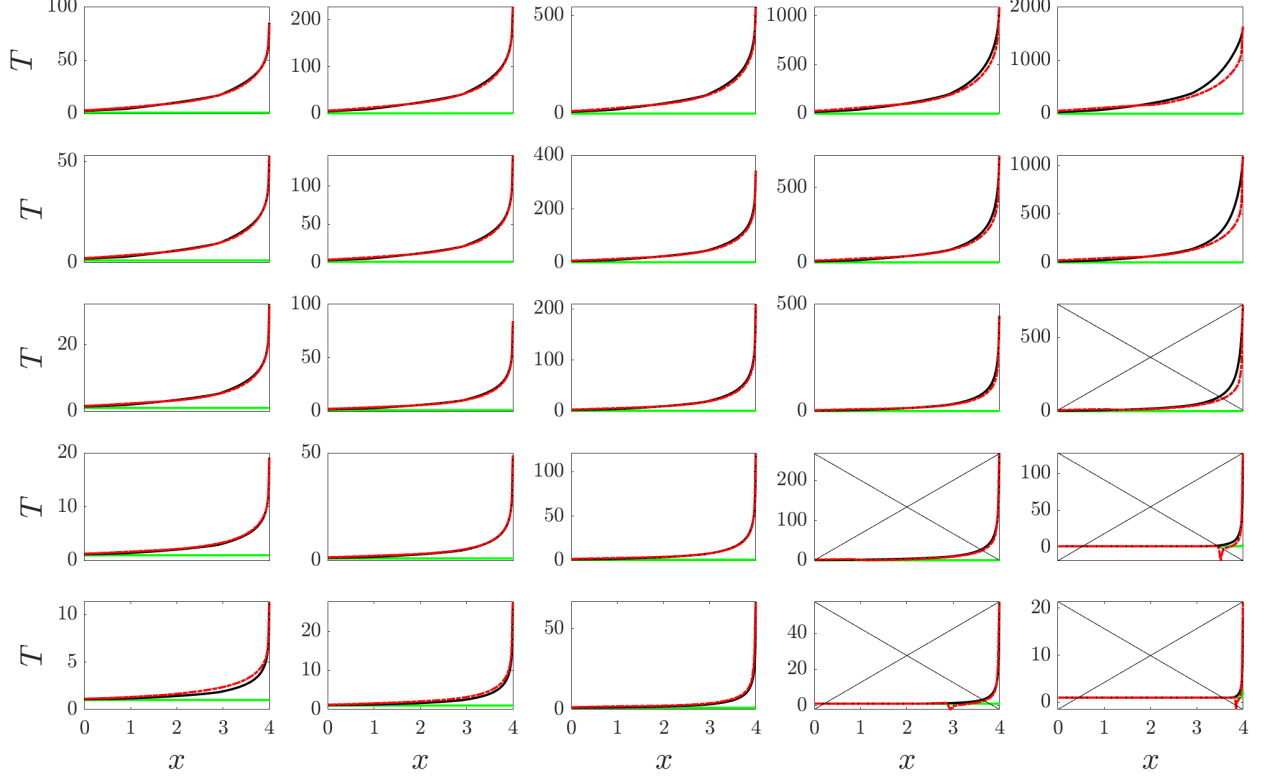 100 200 500 1000 2000
T 50 100 500 1000
0 0 0 0 0
50 400 1000
T 100 500
50 200 500
0 0 0 0 0
100 200 500
T 20 50 100 500
0 0 0 0 0
20 50 100 200 100
T 10 50 100 50
0 0 0 0 0
10 20 50 40 20
T 5 10 20 10
0 0 0 0 0
0 1 2 3 4 0 1 2 3 4 0 1 2 3 4 0 1 2 3 4 0 1 2 3 4
x x x x x